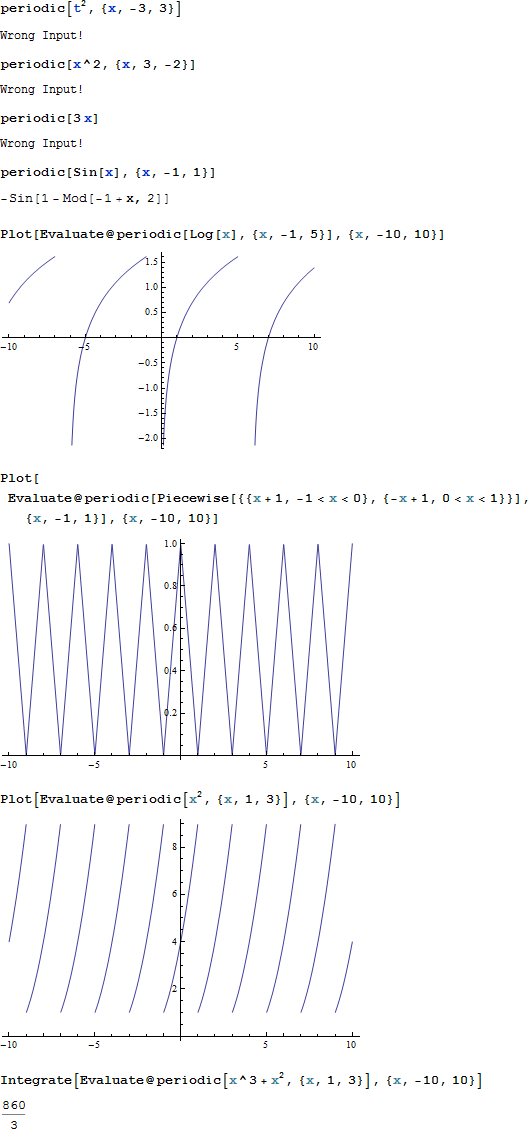 periodic[t², {x, -3, 3}]
Wrong Input!
periodic[x^2, {x, 3, -2}]
Wrong Input!
periodic[3 x]
Wrong Input!
periodic[Sin[x], {x, -1, 1}]
-Sin[1 - Mod[-1 + x, 2]]
Plot[Evaluate@periodic[Log[x], {x, -1, 5}], {x, -10, 10}]
1.5
1.0
0.5
-10 -5 5 10
-0.5
-1.0
-1.5
-2.0
Plot[
Evaluate@periodic[Piecewise[{{x + 1, -1 < x < 0}, {-x + 1, 0 < x < 1}}],
{x, -1, 1}], {x, -10, 10}]
1.0
0.8
0.6
0.4
0.2
-10 -5 5 10
Plot[Evaluate@periodic[x², {x, 1, 3}], {x, -10, 10}]
8
6
4
2
-10 -5 5 10
Integrate[Evaluate@periodic[x^3 + x², {x, 1, 3}], {x, -10, 10}]
860
3